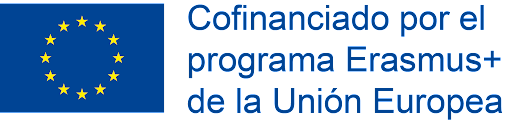 Cofinanciado por el
programa Erasmus+
de la Unión Europea